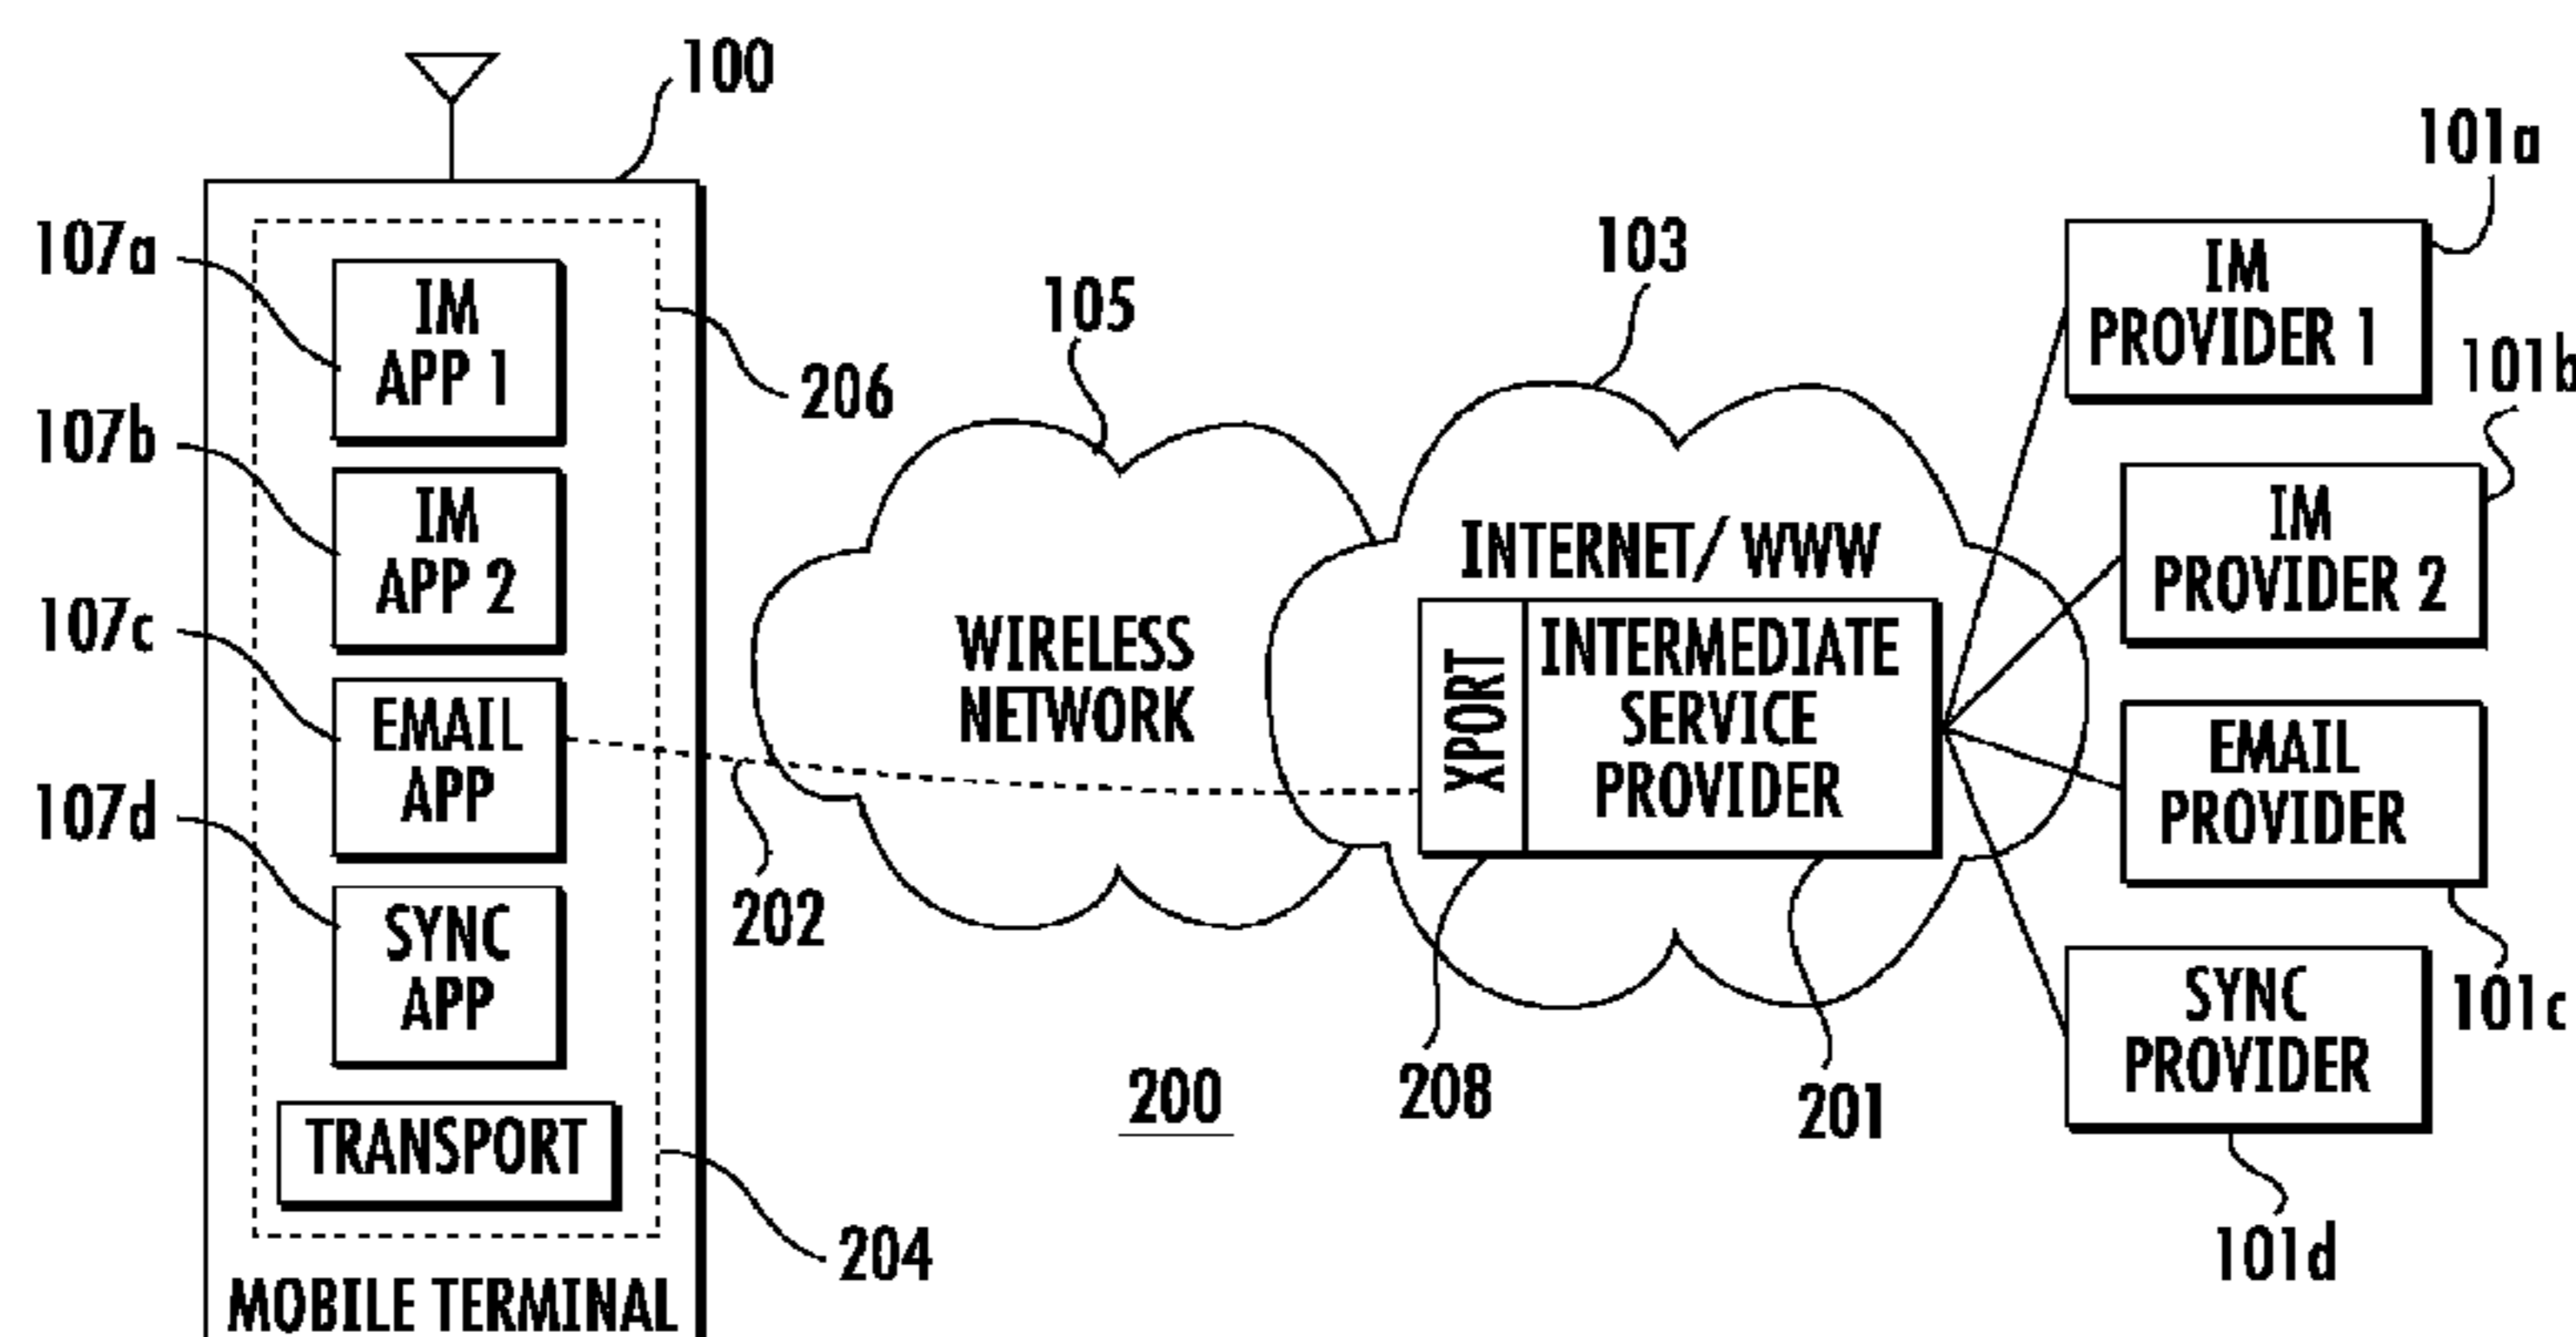 100
107a
IM
APP 1
206
107b
IM
APP 2
107c
EMAIL
APP
107d
SYNC
APP
TRANSPORT
204
MOBILE TERMINAL
202
105
WIRELESS
NETWORK
103
INTERNET/ WWW
XPORT
INTERMEDIATE
SERVICE
PROVIDER
208
201
200
101a
IM
PROVIDER 1
101b
IM
PROVIDER 2
EMAIL
PROVIDER
101c
SYNC
PROVIDER
101d